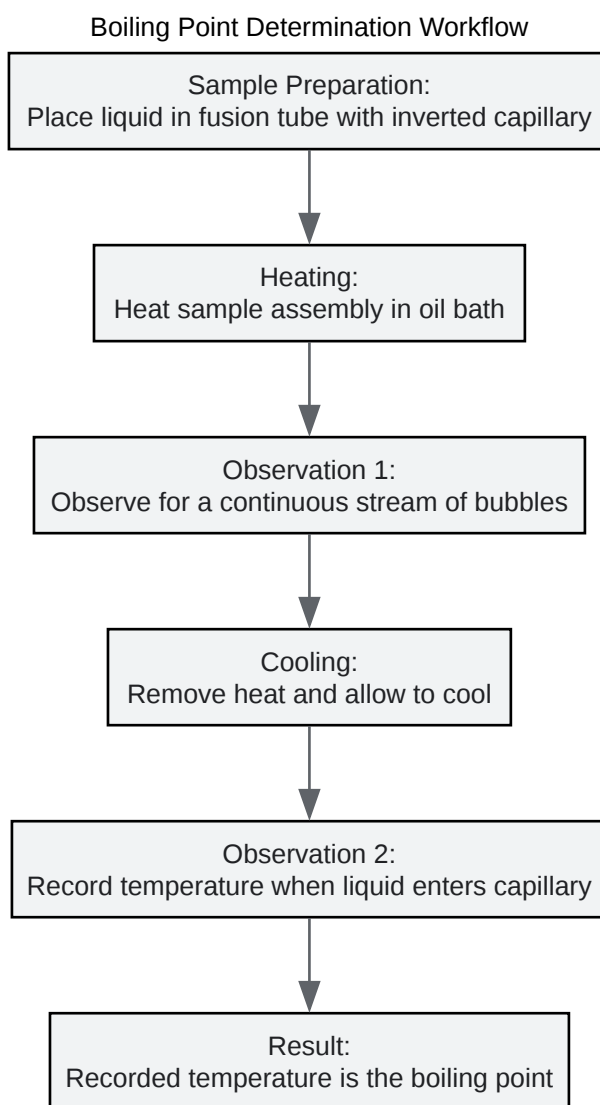 Boiling Point Determination Workflow
Sample Preparation:
Place liquid in fusion tube with inverted capillary
Heating:
Heat sample assembly in oil bath
Observation 1:
Observe for a continuous stream of bubbles
Cooling:
Remove heat and allow to cool
Observation 2:
Record temperature when liquid enters capillary
Result:
Recorded temperature is the boiling point